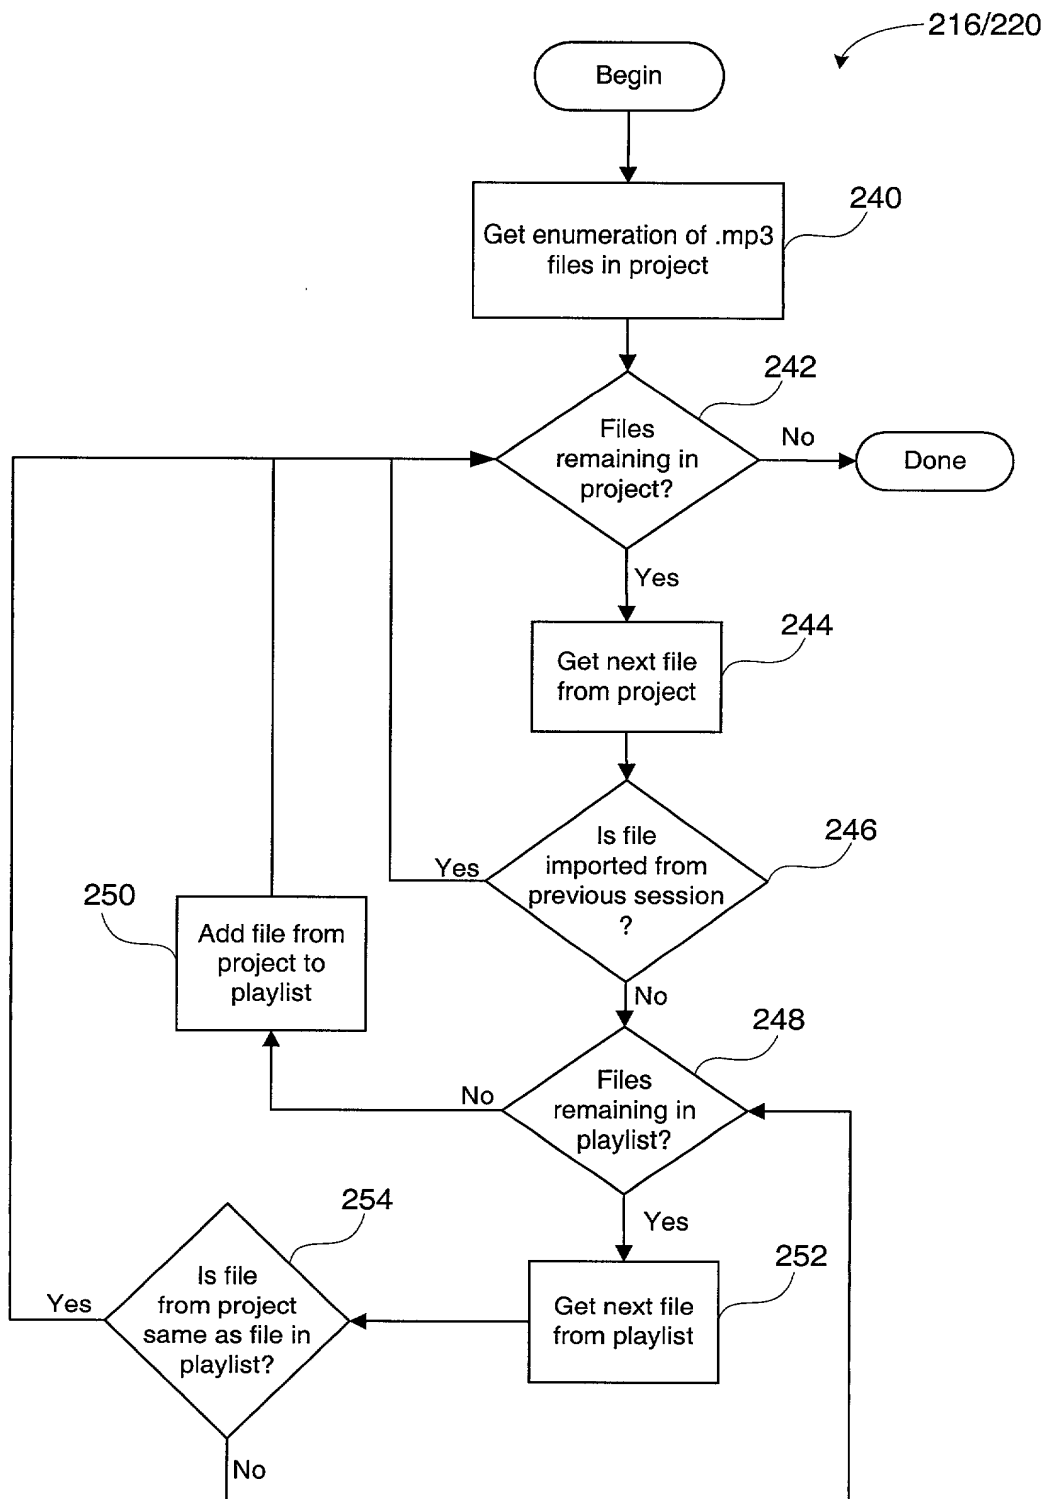 216/220
Begin
240
Get enumeration of .mp3
files in project
242
Files
remaining in
project?
No
Done
Yes
244
Get next file
from project
246
Is file
imported from
previous session
?
Yes
250
Add file from
project to
playlist
No
248
Files
remaining in
playlist?
No
254
Yes
252
Is file
from project
same as file in
playlist?
Yes
Get next file
from playlist
No